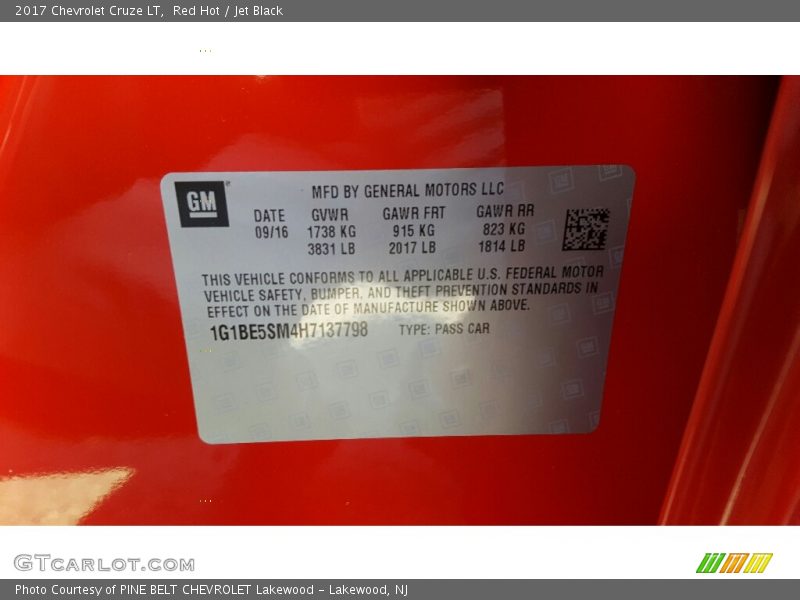 2017 Chevrolet Cruze LT,  Red Hot / Jet Black
GM
MFD BY GENERAL MOTORS LLC
DATE GVWR GAWR FRT GAWR RR
09/16 1738 KG 915 KG 823 KG
3831 LB 2017 LB 1814 LB
THIS VEHICLE CONFORMS TO ALL APPLICABLE U.S. FEDERAL MOTOR
VEHICLE SAFETY, BUMPER, AND THEFT PREVENTION STANDARDS IN
EFFECT ON THE DATE OF MANUFACTURE SHOWN ABOVE.
1G1BE5SM4H7137798 TYPE: PASS CAR
GTCARLOT.COM
Photo Courtesy of PINE BELT CHEVROLET Lakewood - Lakewood, NJ